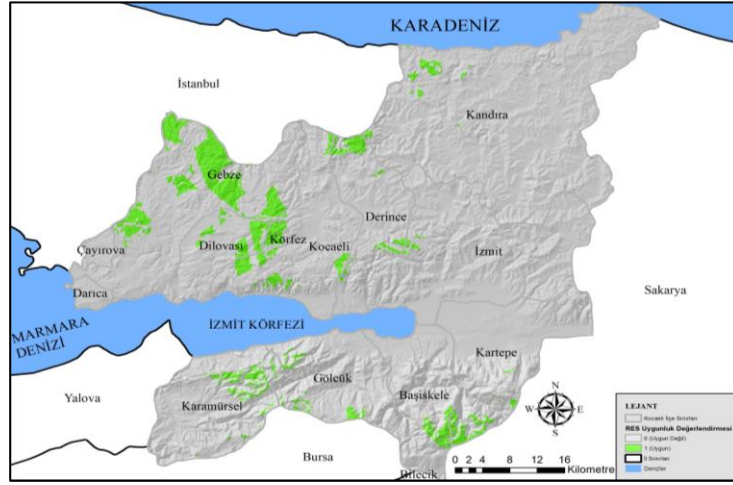 KARADENİZ
İstanbul
Kandıra
Gebze
Derince
Çayırova
Dilovası
Körfez
Kocaeli
İzmit
Darıca
Sakarya
MARMARA
DENİZİ
İZMİT KÖRFEZİ
Kartepe
Yalova
Gölcük
Karamürsel
Başiskele
N
W
E
S
Bursa
Bilecik
0 2 4 8 12 16
Kilometre
LEJANT
Kocaeli İlçe Sınırları
RES Uygunluk Değerlendirmesi
0 (Uygun Değil)
1 (Uygun)
İl Sınırları
Denizler